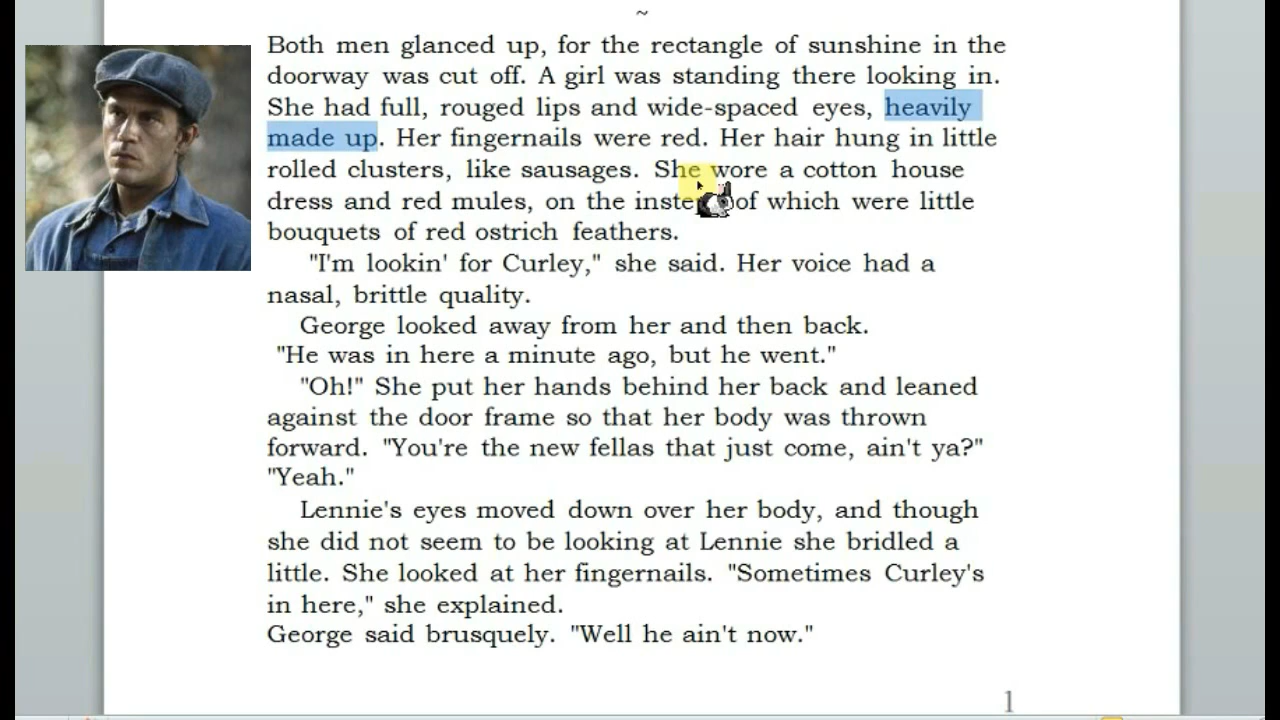 ~
Both men glanced up, for the rectangle of sunshine in the
doorway was cut off. A girl was standing there looking in.
She had full, rouged lips and wide-spaced eyes, heavily
made up. Her fingernails were red. Her hair hung in little
rolled clusters, like sausages. She wore a cotton house
dress and red mules, on the insteps of which were little
bouquets of red ostrich feathers.
"I'm lookin' for Curley," she said. Her voice had a
nasal, brittle quality.
George looked away from her and then back.
"He was in here a minute ago, but he went."
"Oh!" She put her hands behind her back and leaned
against the door frame so that her body was thrown
forward. "You're the new fellas that just come, ain't ya?"
"Yeah."
Lennie's eyes moved down over her body, and though
she did not seem to be looking at Lennie she bridled a
little. She looked at her fingernails. "Sometimes Curley's
in here," she explained.
George said brusquely. "Well he ain't now."
1